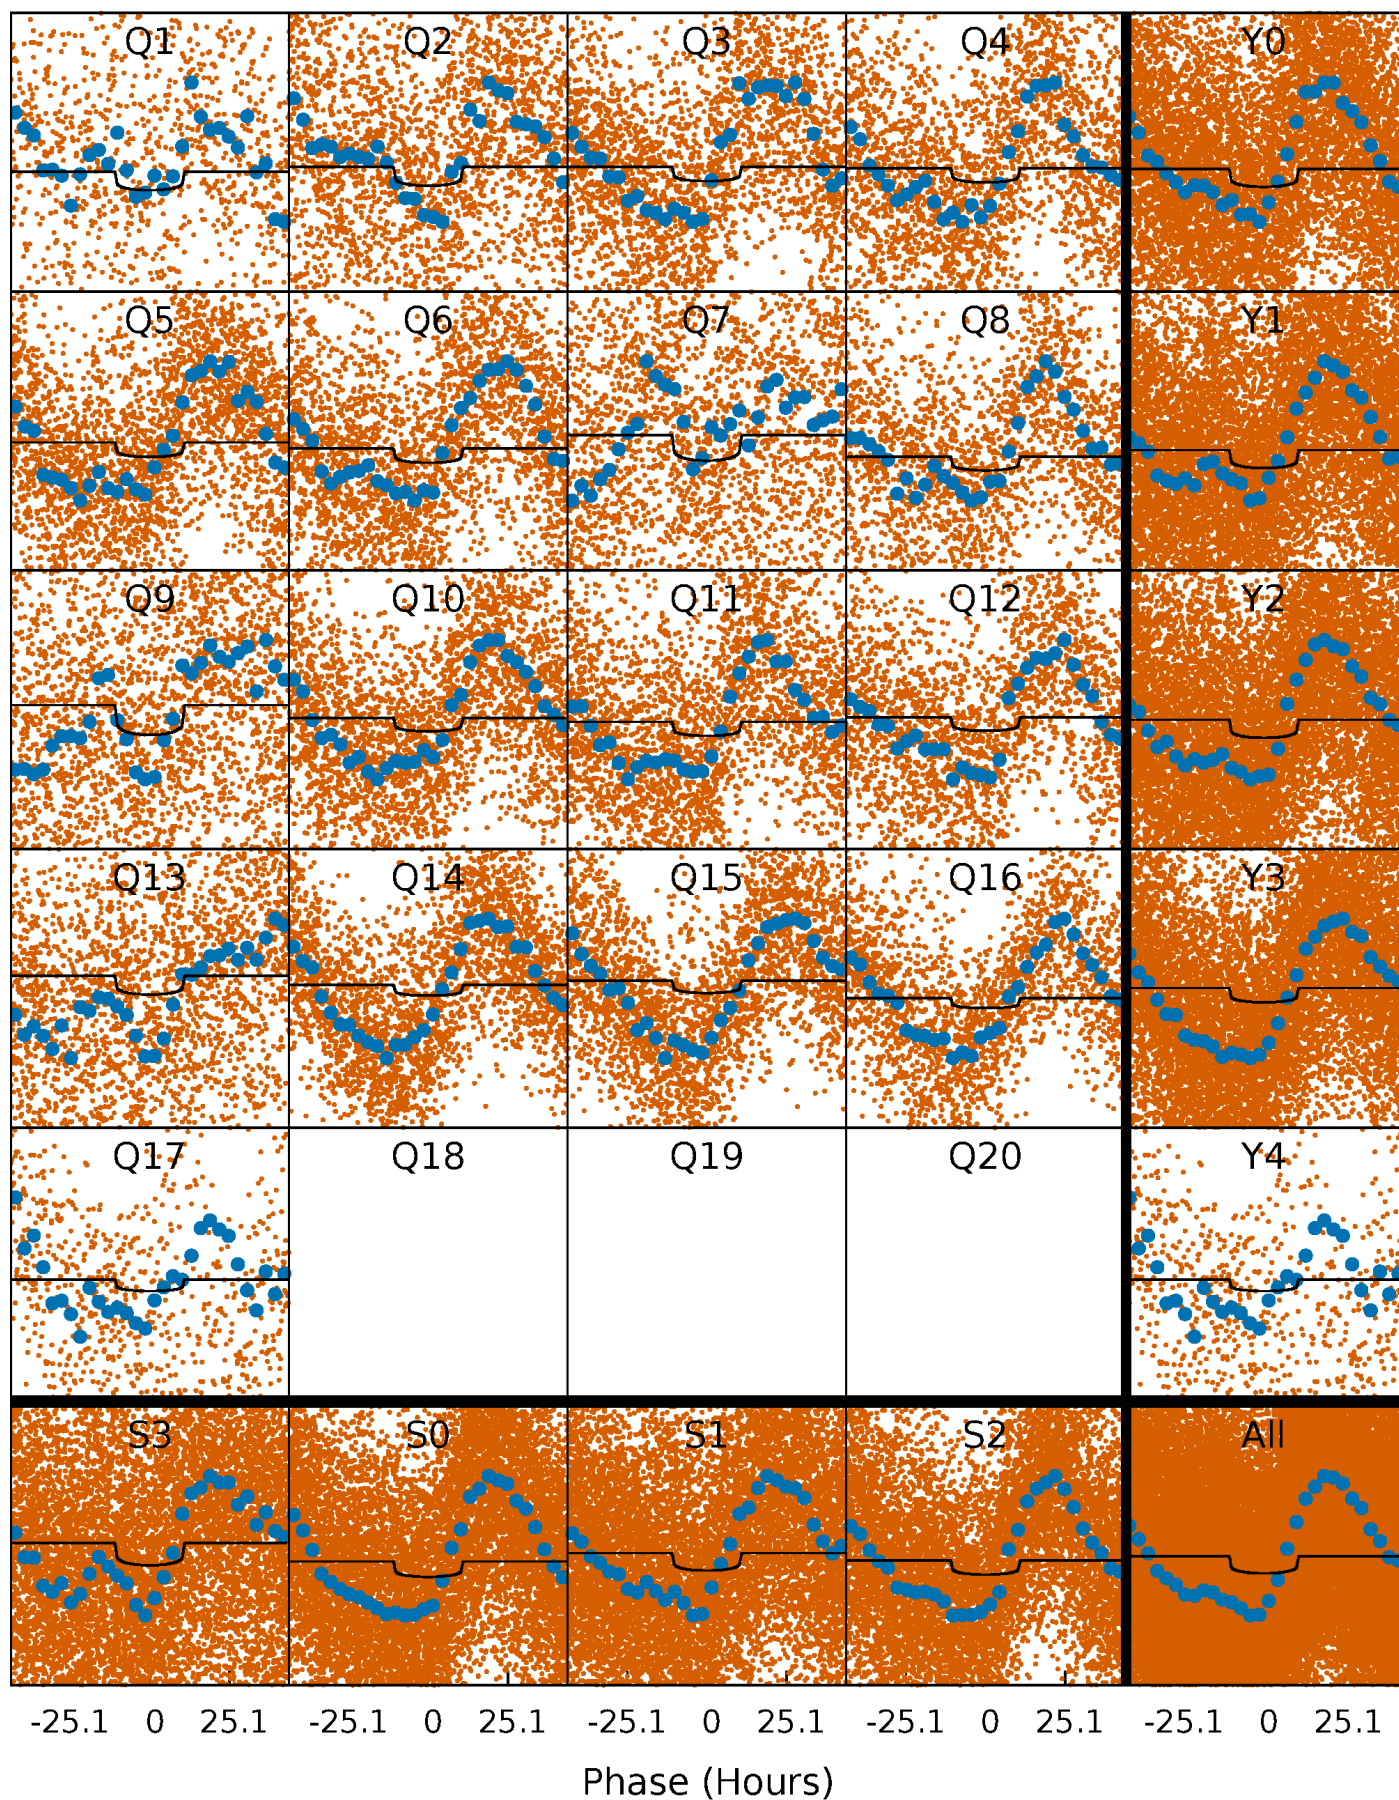 Q1 Q2 Q3 Q4 Y0
Q5 Q6 Q7 Q8 Y1
Q9 Q10 Q11 Q12 Y2
Q13 Q14 Q15 Q16 Y3
Q17 Q18 Q19 Q20 Y4
S3 S0 S1 S2 All
-25.1 0 25.1 -25.1 0 25.1 -25.1 0 25.1 -25.1 0 25.1 -25.1 0 25.1
Phase (Hours)